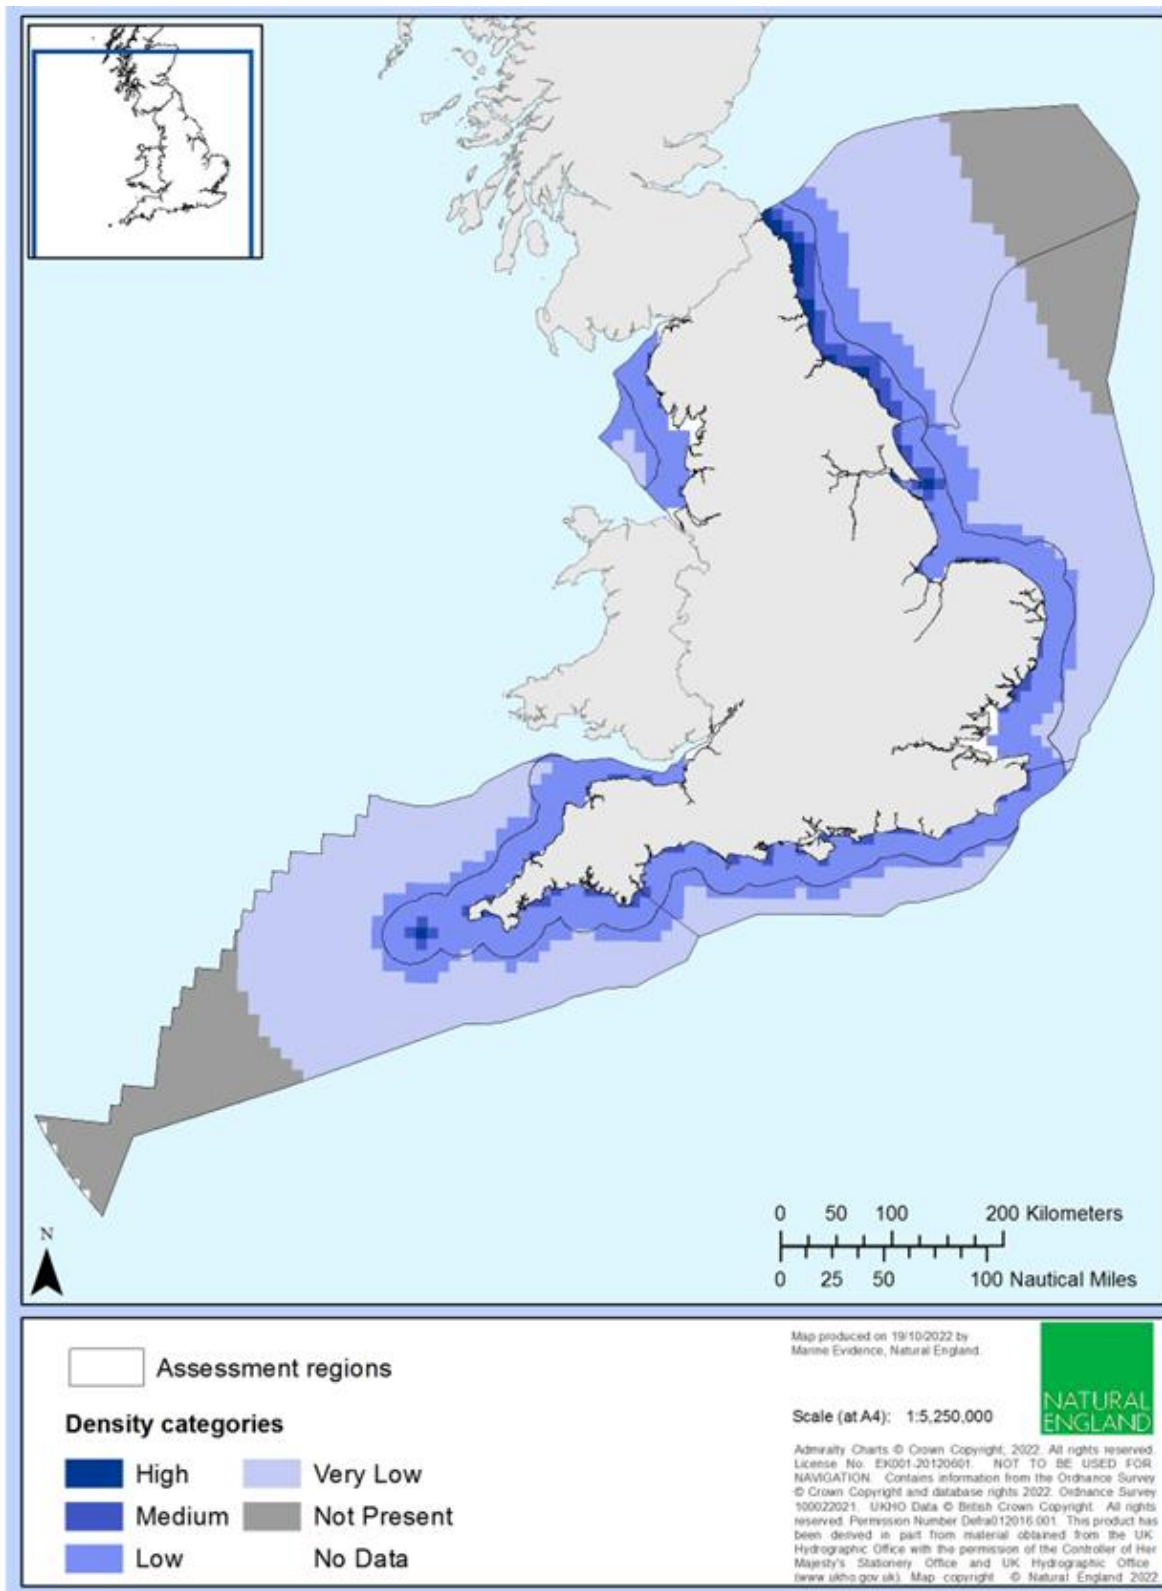 N
0 50 100 200 Kilometers
0 25 50 100 Nautical Miles
Assessment regions
Density categories
High
Medium
Low
Very Low
Not Present
No Data
Map produced on 19/10/2022 by
Marine Evidence, Natural England.
Scale (at A4): 1:5,250,000
NATURAL
ENGLAND
Admiralty Charts © Crown Copyright, 2022. All rights reserved.
License No. EK001-20120601. NOT TO BE USED FOR
NAVIGATION. Contains information from the Ordnance Survey
© Crown Copyright and database rights 2022. Ordnance Survey
100022021. UKHO Data © British Crown Copyright. All rights
reserved. Permission Number Defra012016.001. This product has
been derived in part from material obtained from the UK
Hydrographic Office with the permission of the Controller of Her
Majesty's Stationery Office and UK Hydrographic Office
(www.ukho.gov.uk). Map copyright © Natural England 2022